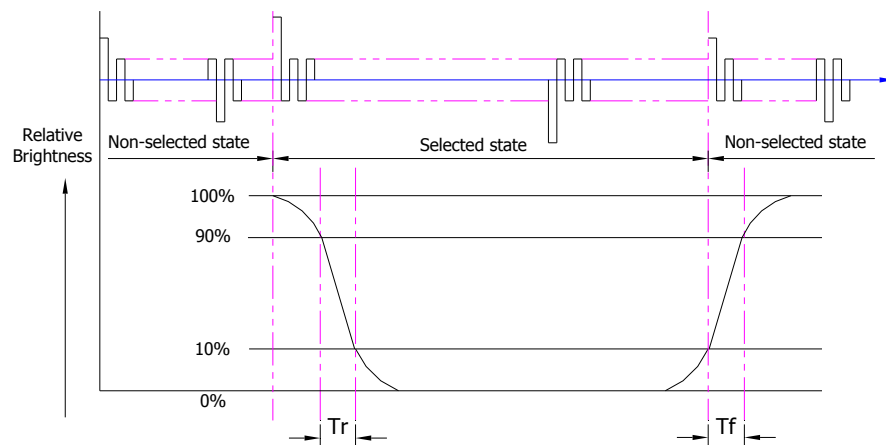 Relative
Brightness
Non-selected state
Selected state
Non-selected state
100%
90%
10%
0%
Tr
Tf